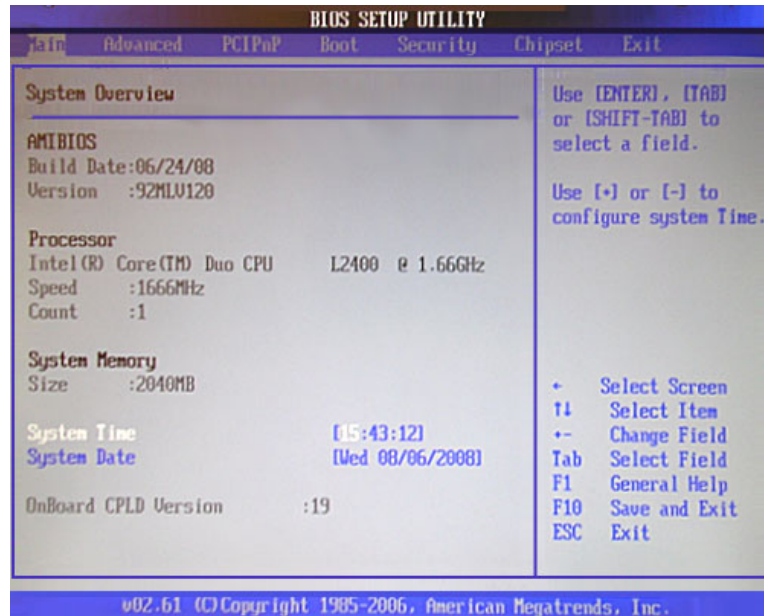 BIOS SETUP UTILITY
Main Advanced PCIPnP Boot Security Chipset Exit
System Overview
AMIBIOS
Build Date:06/24/08
Version :92MLV120
Processor
Intel(R) Core(TM) Duo CPU L2400 @ 1.66GHz
Speed :1666MHz
Count :1
System Memory
Size :2040MB
System Time [15:43:12]
System Date [Wed 08/06/2008]
OnBoard CPLD Version :19
Use [ENTER], [TAB]
or [SHIFT-TAB] to
select a field.
Use [+] or [-] to
configure system Time.
← Select Screen
↑↓ Select Item
+- Change Field
Tab Select Field
F1 General Help
F10 Save and Exit
ESC Exit
v02.61 (C)Copyright 1985-2006, American Megatrends, Inc.